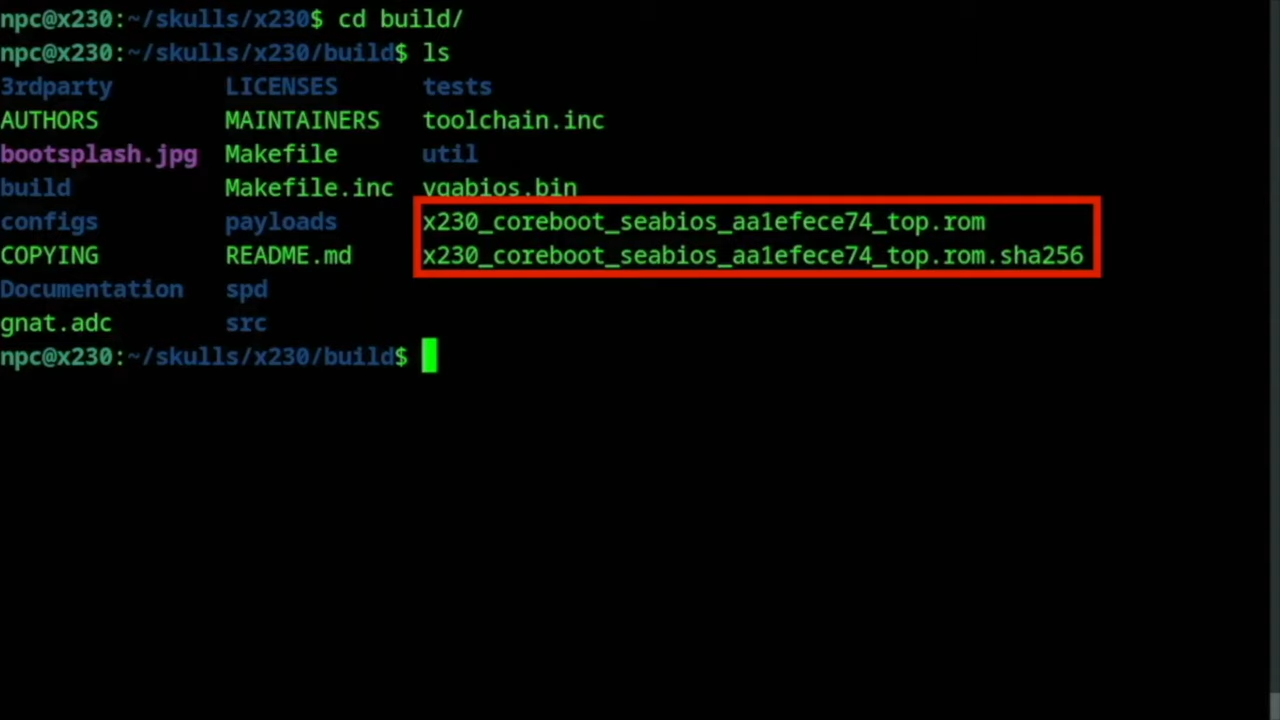 npc@x230:~/skulls/x230$ cd build/
npc@x230:~/skulls/x230/build$ ls
3rdparty LICENSES tests
AUTHORS MAINTAINERS toolchain.inc
bootsplash.jpg Makefile util
build Makefile.inc vgabios.bin
configs payloads x230_coreboot_seabios_aa1efece74_top.rom
COPYING README.md x230_coreboot_seabios_aa1efece74_top.rom.sha256
Documentation spd
gnat.adc src
npc@x230:~/skulls/x230/build$